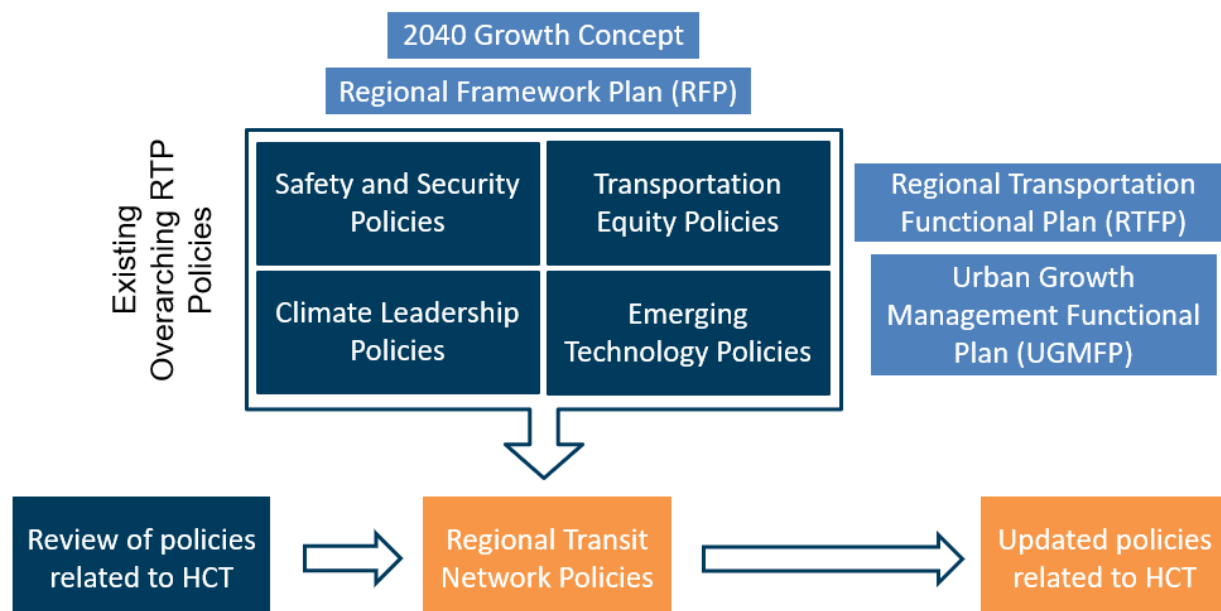 2040 Growth Concept
Regional Framework Plan (RFP)
Existing
Overarching RTP
Policies
Safety and Security
Policies
Transportation
Equity Policies
Climate Leadership
Policies
Emerging
Technology Policies
Regional Transportation
Functional Plan (RTFP)
Urban Growth
Management Functional
Plan (UGMFP)
Review of policies
related to HCT
Regional Transit
Network Policies
Updated policies
related to HCT